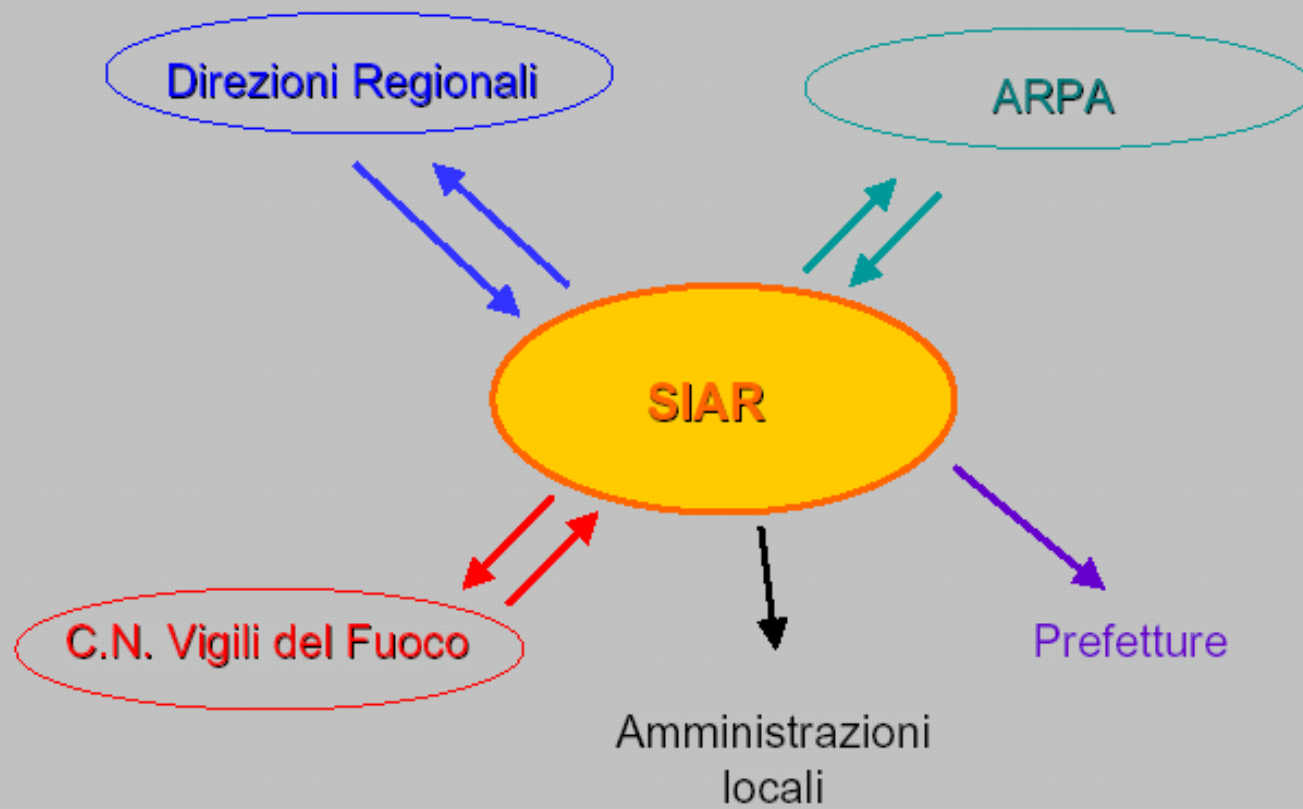 Direzioni Regionali
ARPA
SIAR
C.N. Vigili del Fuoco
Prefetture
Amministrazioni
locali